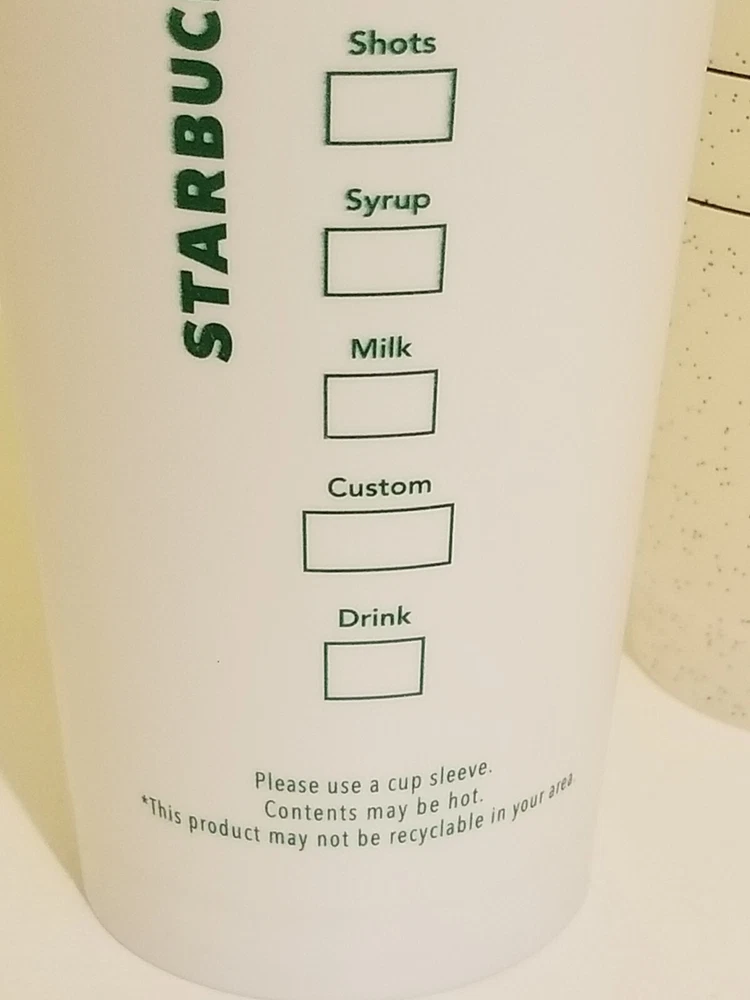 STARBUC
Shots
Syrup
Milk
Custom
Drink
Please use a cup sleeve.
Contents may be hot.
*This product may not be recyclable in your area.